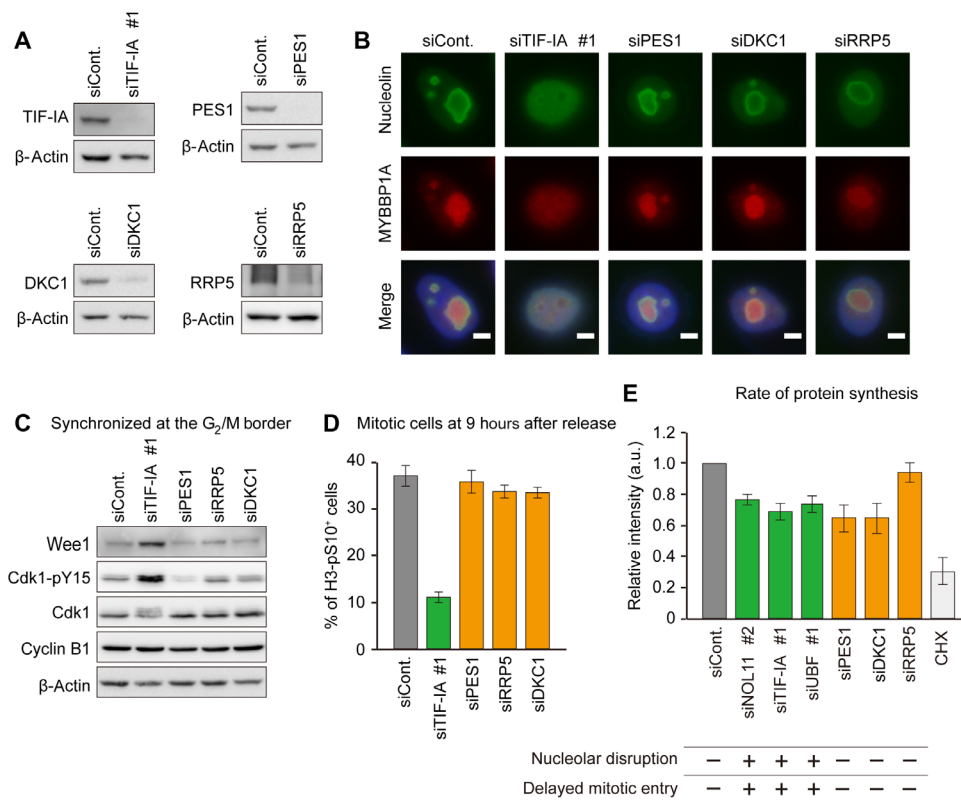 A
siCont.
siTIF-IA #1
TIF-IA
β-Actin
siCont.
siPES1
PES1
β-Actin
siCont.
siDKC1
DKC1
β-Actin
siCont.
siRRP5
RRP5
β-Actin
B
siCont. siTIF-IA #1 siPES1 siDKC1 siRRP5
Nucleolin
MYBBP1A
Merge
C Synchronized at the G2/M border
siCont.
siTIF-IA #1
siPES1
siRRP5
siDKC1
Wee1
Cdk1-pY15
Cdk1
Cyclin B1
β-Actin
D Mitotic cells at 9 hours after release
% of H3-pS10+ cells
40
30
20
10
0
siCont.
siTIF-IA #1
siPES1
siRRP5
siDKC1
E Rate of protein synthesis
Relative intensity (a.u.)
1.2
1.0
0.8
0.6
0.4
0.2
0
siCont.
siNOL11 #2
siTIF-IA #1
siUBF #1
siPES1
siDKC1
siRRP5
CHX
Nucleolar disruption − + + + − − − −
Delayed mitotic entry − + + + − − − −